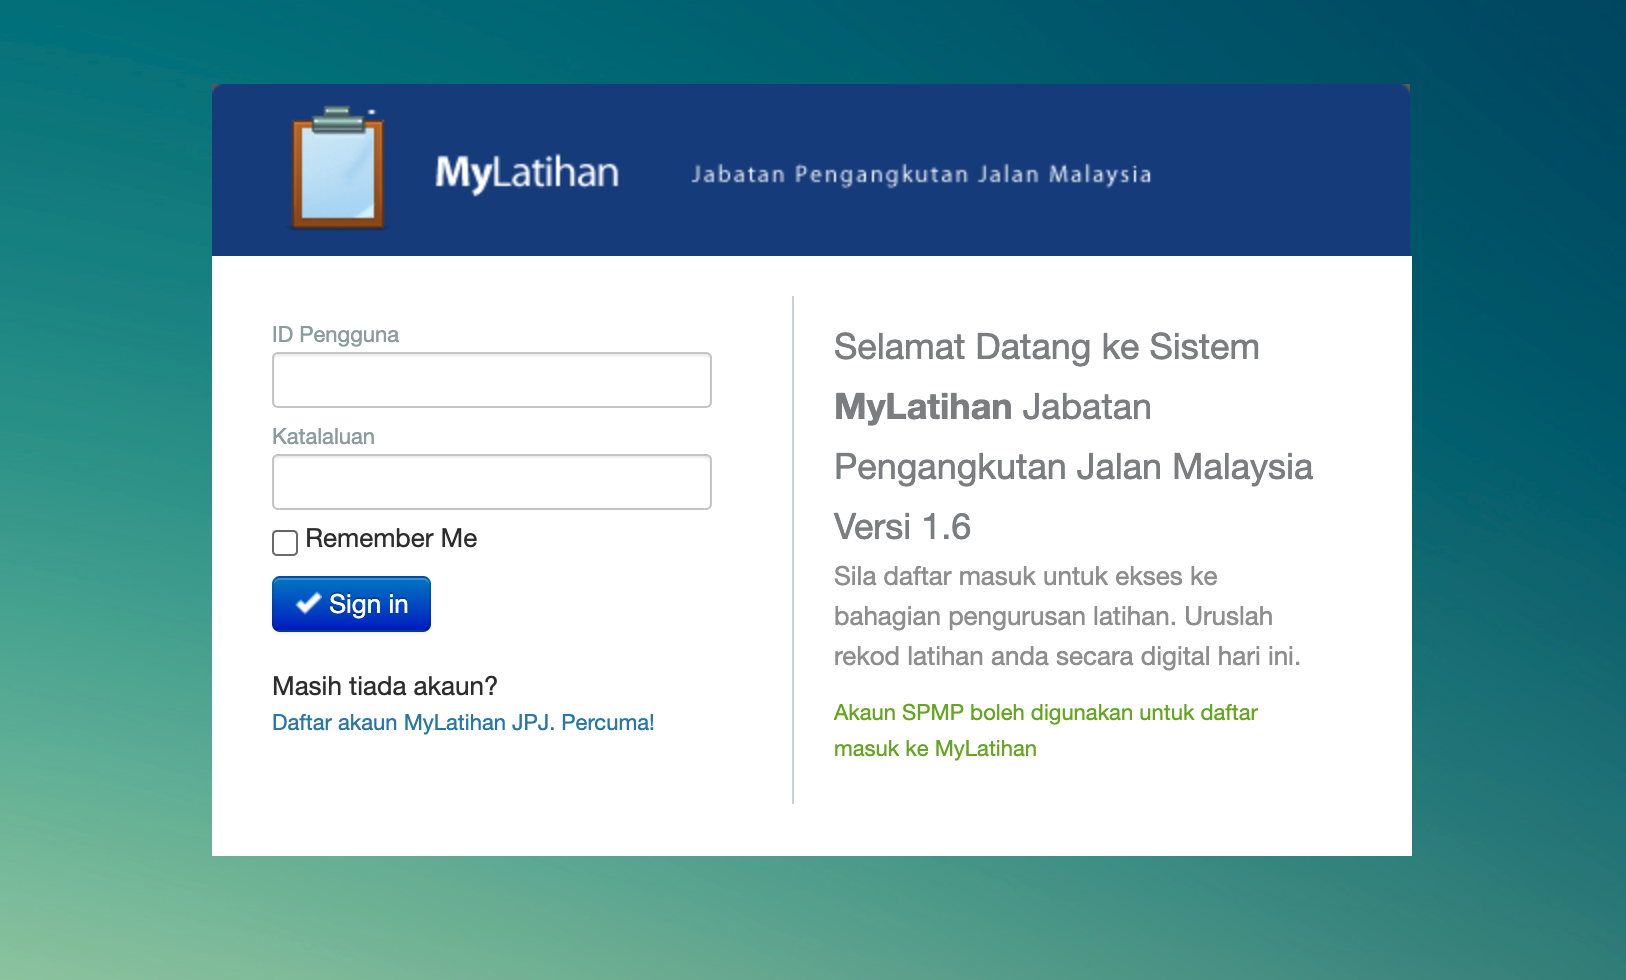 MyLatihan
Jabatan Pengangkutan Jalan Malaysia
ID Pengguna
Katalaluan
Remember Me
Sign in
Masih tiada akaun?
Daftar akaun MyLatihan JPJ. Percuma!
Selamat Datang ke Sistem
MyLatihan Jabatan
Pengangkutan Jalan Malaysia
Versi 1.6
Sila daftar masuk untuk ekses ke
bahagian pengurusan latihan. Uruslah
rekod latihan anda secara digital hari ini.
Akaun SPMP boleh digunakan untuk daftar
masuk ke MyLatihan